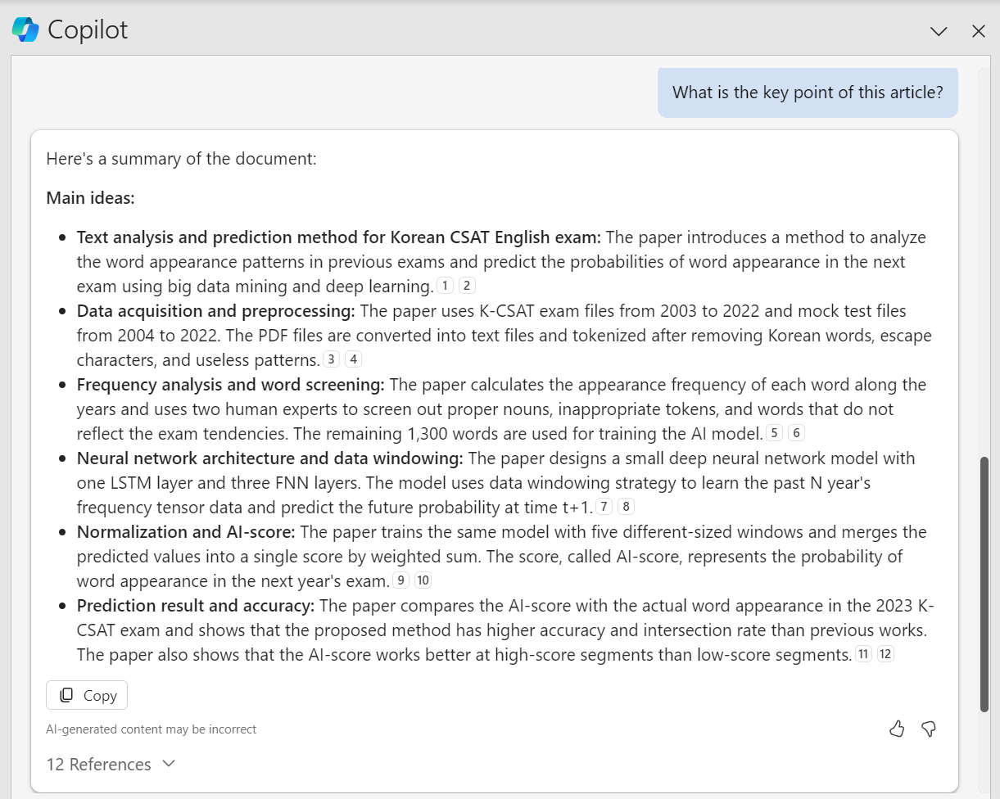 Copilot
What is the key point of this article?
Here's a summary of the document:
Main ideas:
Text analysis and prediction method for Korean CSAT English exam: The paper introduces a method to analyze
the word appearance patterns in previous exams and predict the probabilities of word appearance in the next
exam using big data mining and deep learning. 1 2
Data acquisition and preprocessing: The paper uses K-CSAT exam files from 2003 to 2022 and mock test files
from 2004 to 2022. The PDF files are converted into text files and tokenized after removing Korean words, escape
characters, and useless patterns. 3 4
Frequency analysis and word screening: The paper calculates the appearance frequency of each word along the
years and uses two human experts to screen out proper nouns, inappropriate tokens, and words that do not
reflect the exam tendencies. The remaining 1,300 words are used for training the AI model. 5 6
Neural network architecture and data windowing: The paper designs a small deep neural network model with
one LSTM layer and three FNN layers. The model uses data windowing strategy to learn the past N year's
frequency tensor data and predict the future probability at time t+1. 7 8
Normalization and AI-score: The paper trains the same model with five different-sized windows and merges the
predicted values into a single score by weighted sum. The score, called AI-score, represents the probability of
word appearance in the next year's exam. 9 10
Prediction result and accuracy: The paper compares the AI-score with the actual word appearance in the 2023 K-
CSAT exam and shows that the proposed method has higher accuracy and intersection rate than previous works.
The paper also shows that the AI-score works better at high-score segments than low-score segments. 11 12
Copy
AI-generated content may be incorrect
12 References